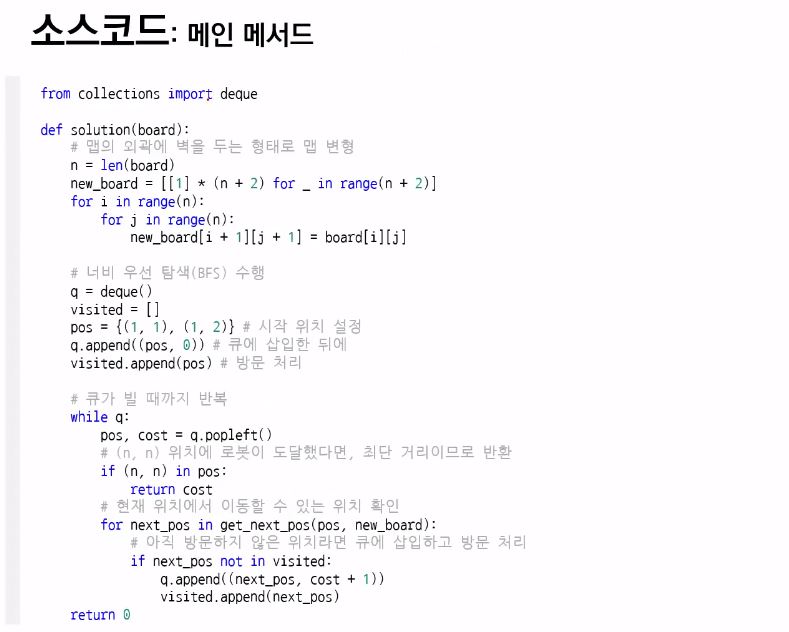 소스코드: 메인 메서드
from collections import deque
def solution(board):
    # 맵의 외곽에 벽을 두는 형태로 맵 변형
    n = len(board)
    new_board = [[1] * (n + 2) for _ in range(n + 2)]
    for i in range(n):
        for j in range(n):
            new_board[i + 1][j + 1] = board[i][j]
    # 너비 우선 탐색(BFS) 수행
    q = deque()
    visited = []
    pos = {(1, 1), (1, 2)} # 시작 위치 설정
    q.append((pos, 0)) # 큐에 삽입한 뒤에
    visited.append(pos) # 방문 처리
    # 큐가 빌 때까지 반복
    while q:
        pos, cost = q.popleft()
        # (n, n) 위치에 로봇이 도달했다면, 최단 거리이므로 반환
        if (n, n) in pos:
            return cost
        # 현재 위치에서 이동할 수 있는 위치 확인
        for next_pos in get_next_pos(pos, new_board):
            # 아직 방문하지 않은 위치라면 큐에 삽입하고 방문 처리
            if next_pos not in visited:
                q.append((next_pos, cost + 1))
                visited.append(next_pos)
    return 0